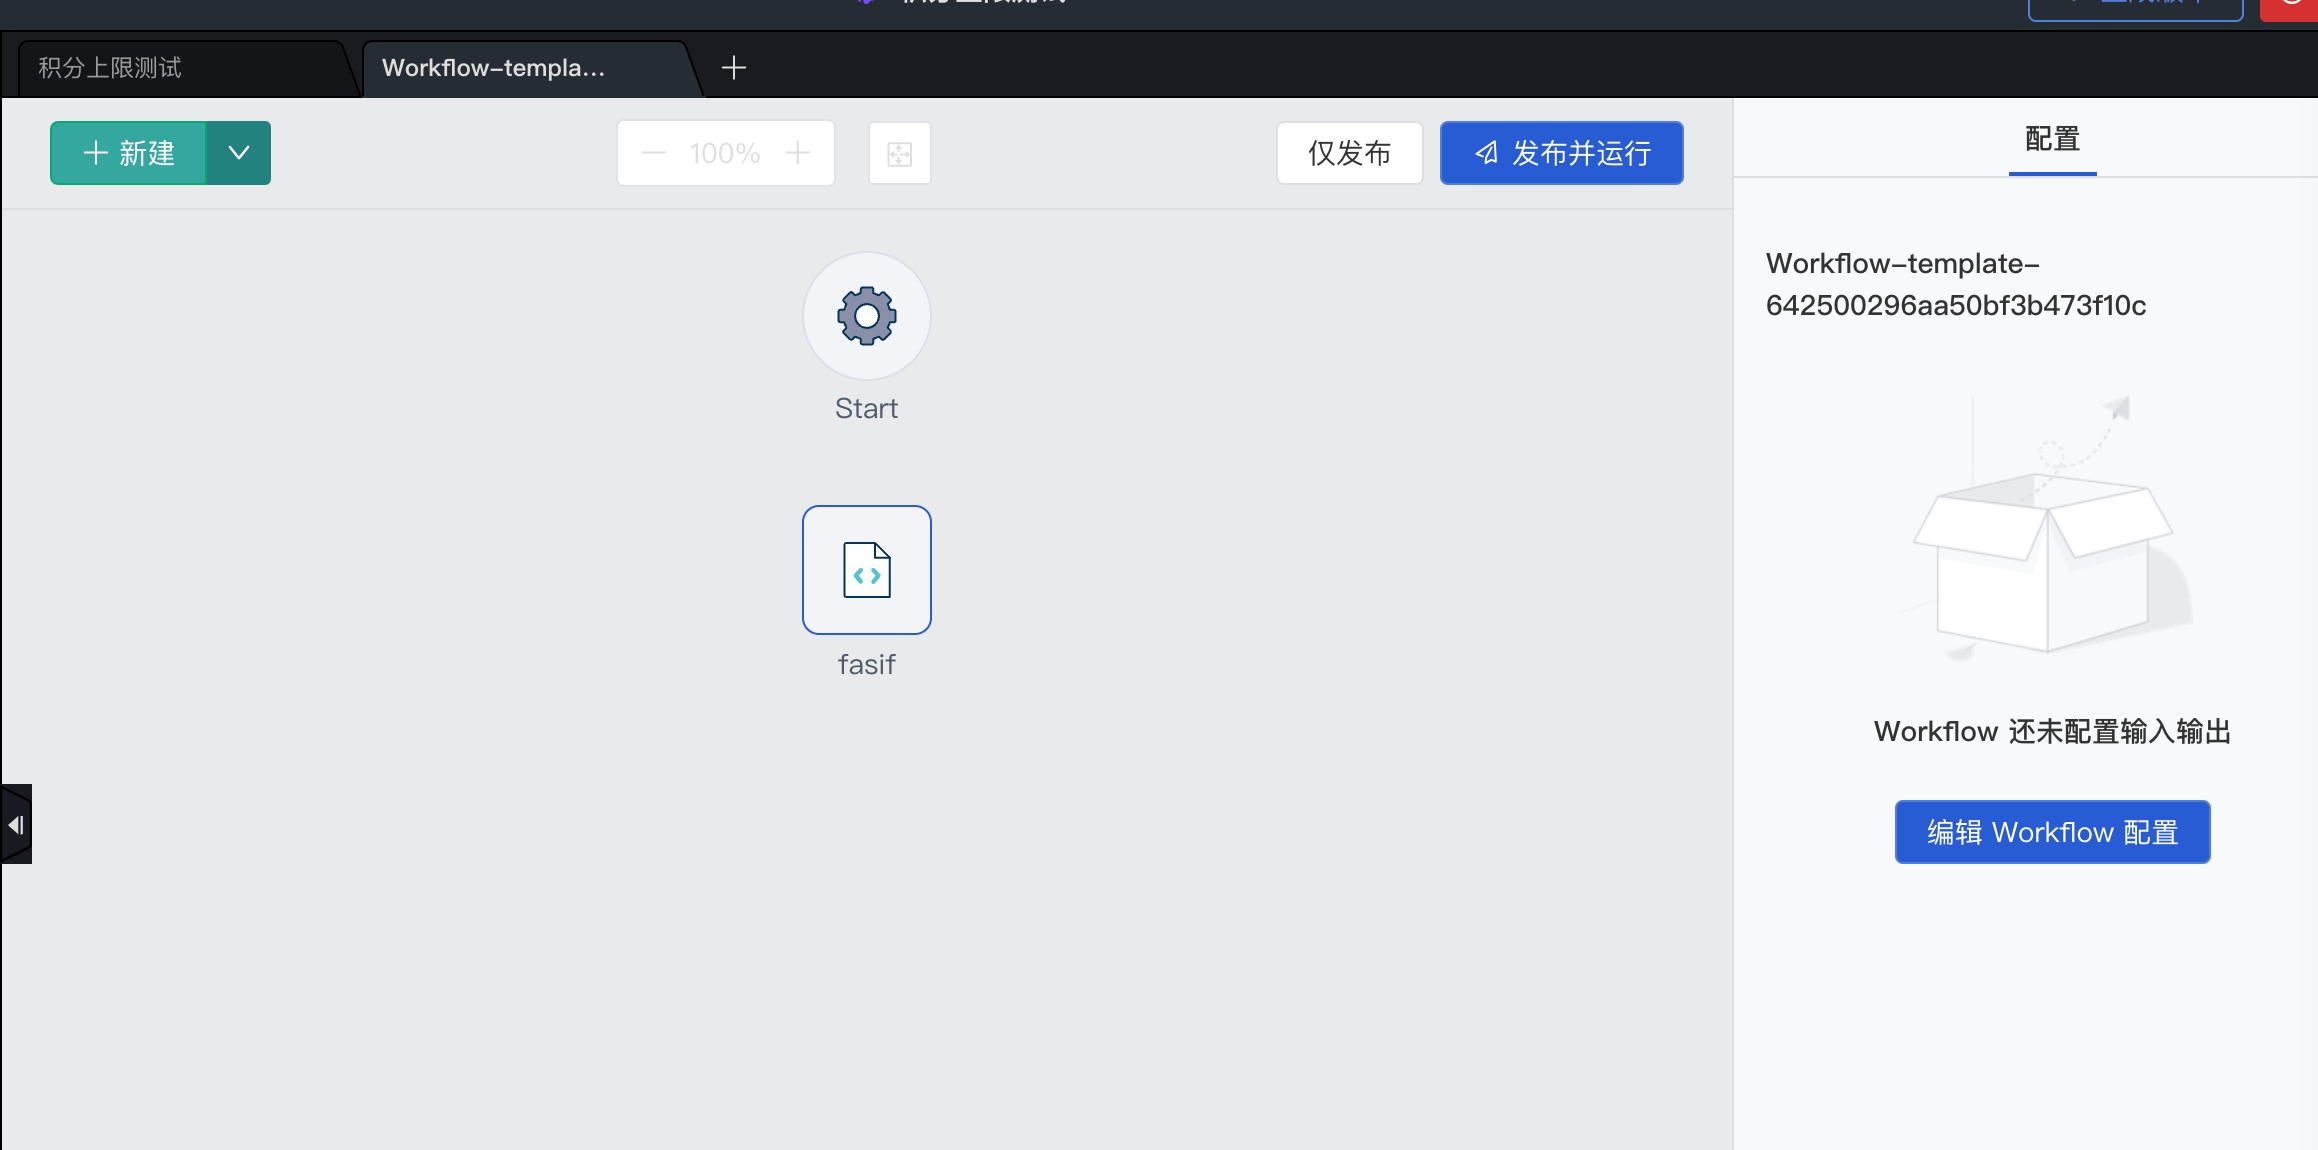 积分上限测试
Workflow-templa...
新建
100%
仅发布
发布并运行
配置
Workflow-template-
642500296aa50bf3b473f10c
Start
fasif
Workflow 还未配置输入输出
编辑 Workflow 配置